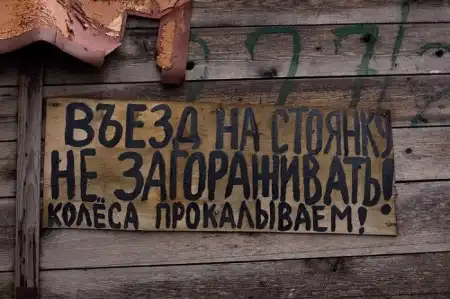 ВЪЕЗД НА СТОЯНКУ
НЕ ЗАГОРАЖИВАТЬ!
КОЛЁСА ПРОКАЛЫВАЕМ!